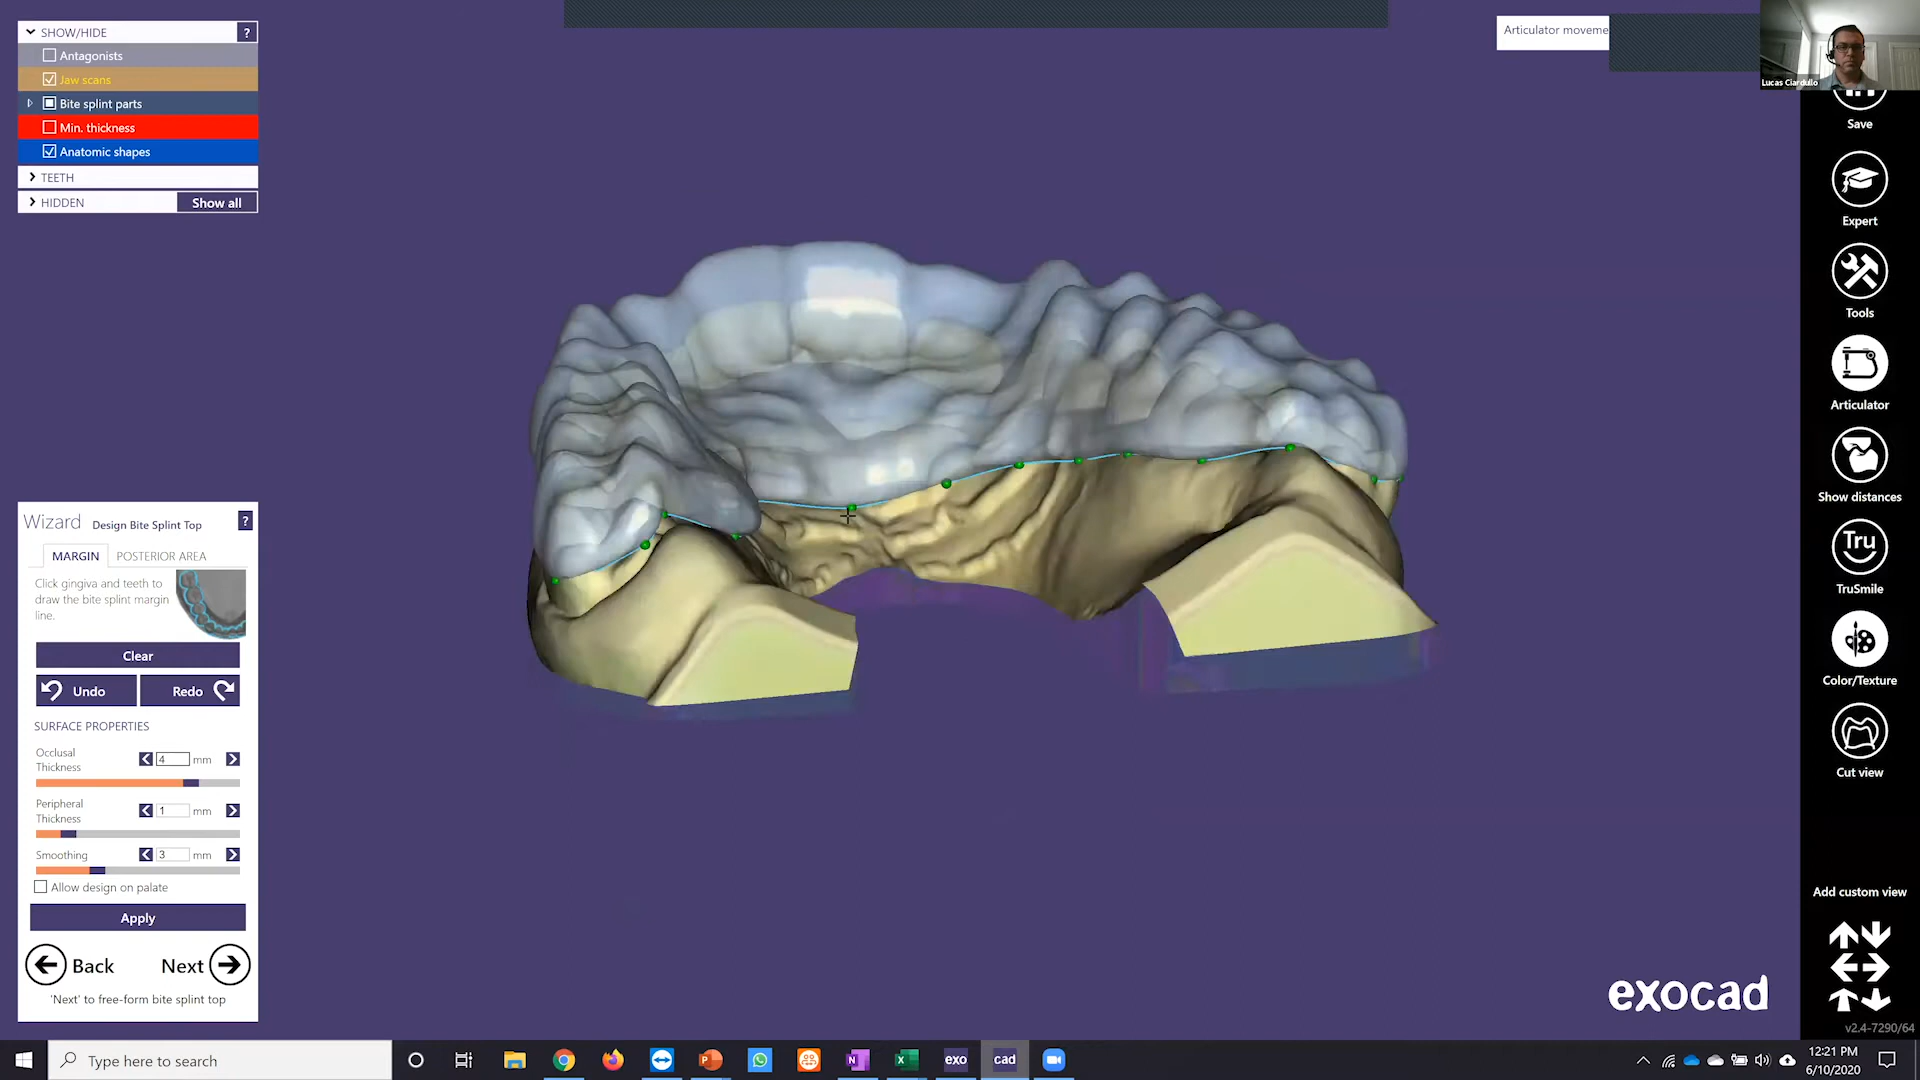 SHOW/HIDE
?
Antagonists
Jaw scans
Bite splint parts
Min. thickness
Anatomic shapes
TEETH
HIDDEN
Show all
Articulator moveme
Lucas Ciardullo
Save
Expert
Tools
Articulator
Show distances
Tru
TruSmile
Color/Texture
Cut view
Add custom view
Wizard Design Bite Splint Top ?
MARGIN POSTERIOR AREA
Click gingiva and teeth to
draw the bite splint margin
line.
Clear
Undo Redo
SURFACE PROPERTIES
Occlusal
Thickness
4 mm
Peripheral
Thickness
1 mm
Smoothing 3 mm
Allow design on palate
Apply
Back Next
'Next' to free-form bite splint top
exocad
v2.4-7290/64
Type here to search
exo
cad
12:21 PM
6/10/2020